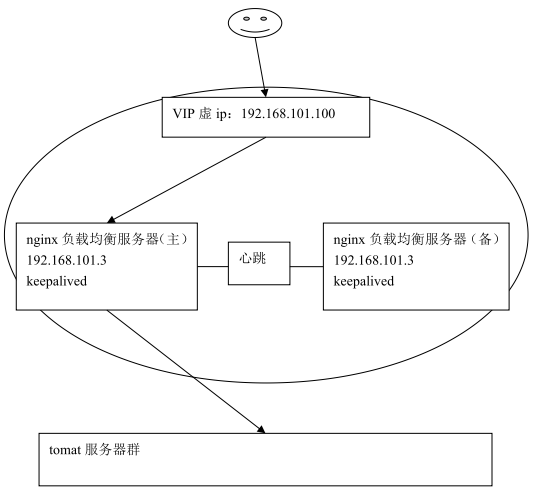 VIP 虚 ip：192.168.101.100
nginx 负载均衡服务器（主）
192.168.101.3
keepalived
心跳
nginx 负载均衡服务器（备）
192.168.101.3
keepalived
tomat 服务器群